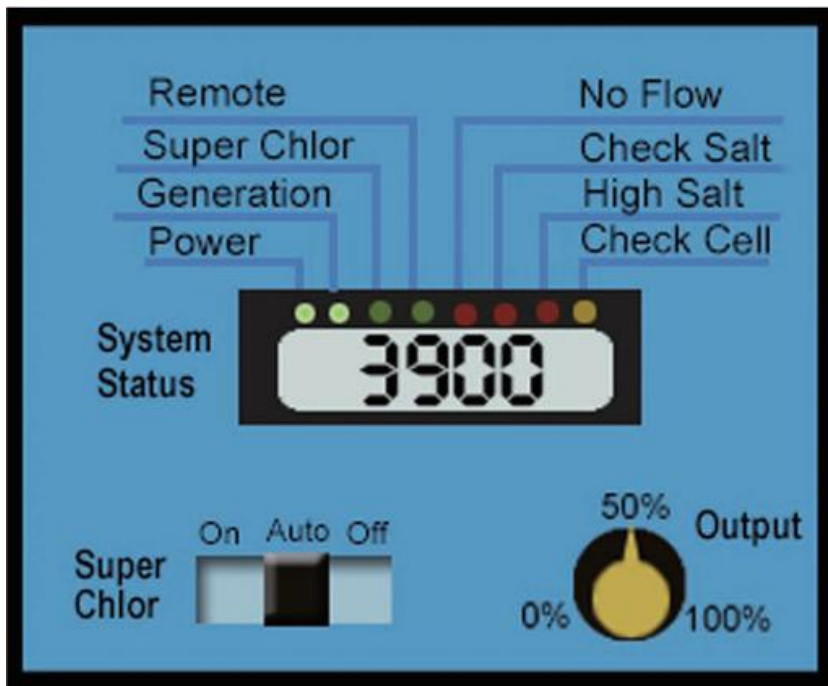 Remote
Super Chlor
Generation
Power
No Flow
Check Salt
High Salt
Check Cell
System
Status
3900
On Auto Off
Super
Chlor
50%
Output
0%
100%